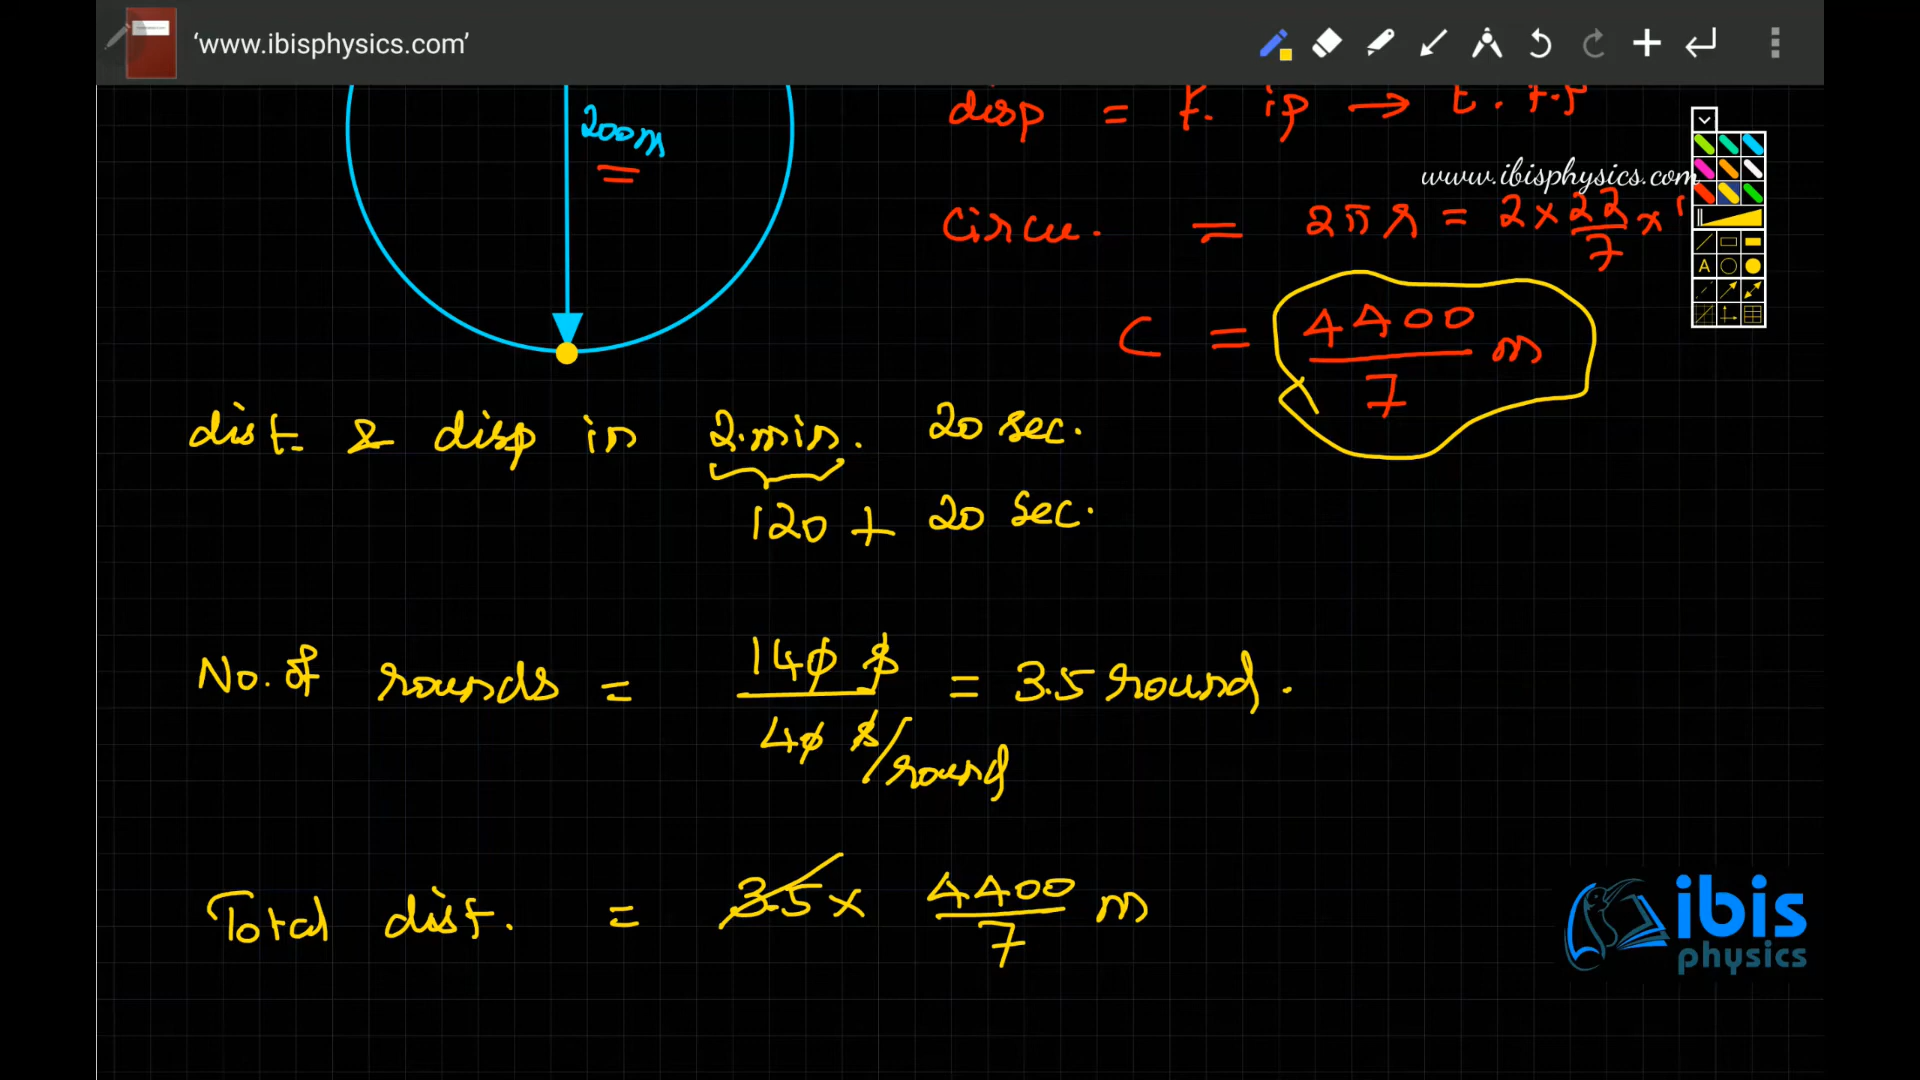 'www.ibisphysics.com'
200m
disp =
www.ibisphysics.com
Circu. = 2πr = 2 × 22/7 ×
C = 4400/7 m
dist & disp in 2 min. 20 sec.
120 + 20 sec.
No. of rounds = 140 s / 40 s/round = 3.5 round.
Total dist. = 3.5 × 4400/7 m
ibis
physics